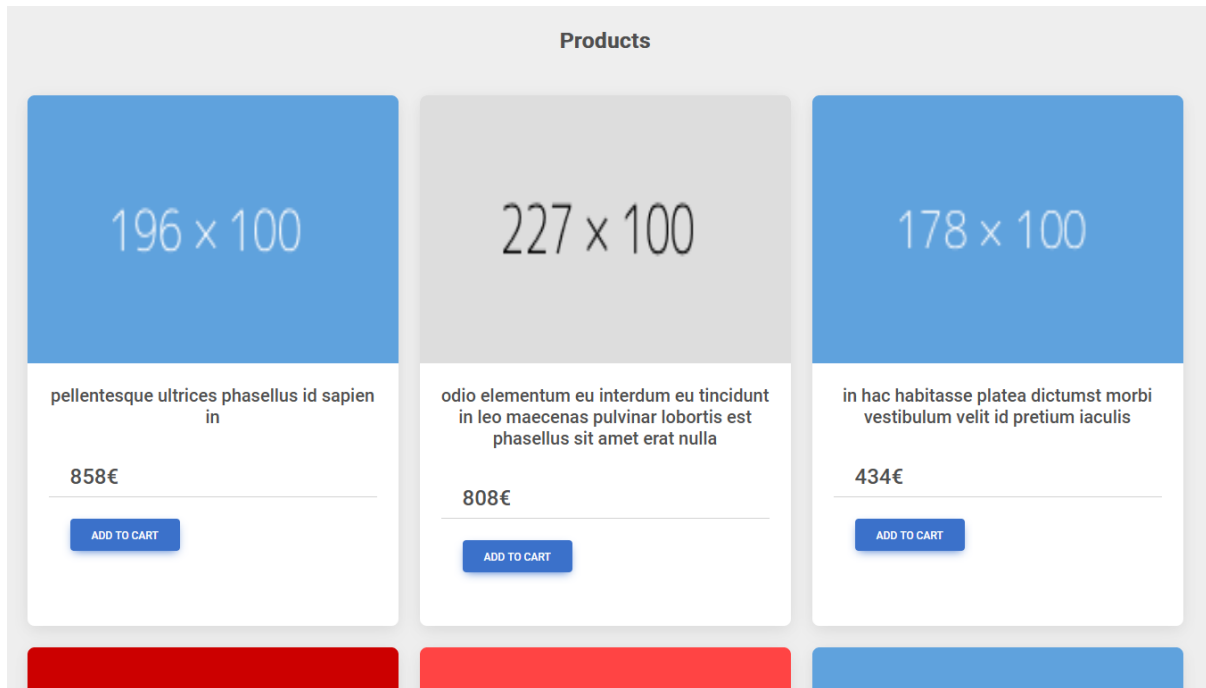 Products
196 x 100
227 x 100
178 x 100
pellentesque ultrices phasellus id sapien
in
858€
ADD TO CART
odio elementum eu interdum eu tincidunt
in leo maecenas pulvinar lobortis est
phasellus sit amet erat nulla
808€
ADD TO CART
in hac habitasse platea dictumst morbi
vestibulum velit id pretium iaculis
434€
ADD TO CART